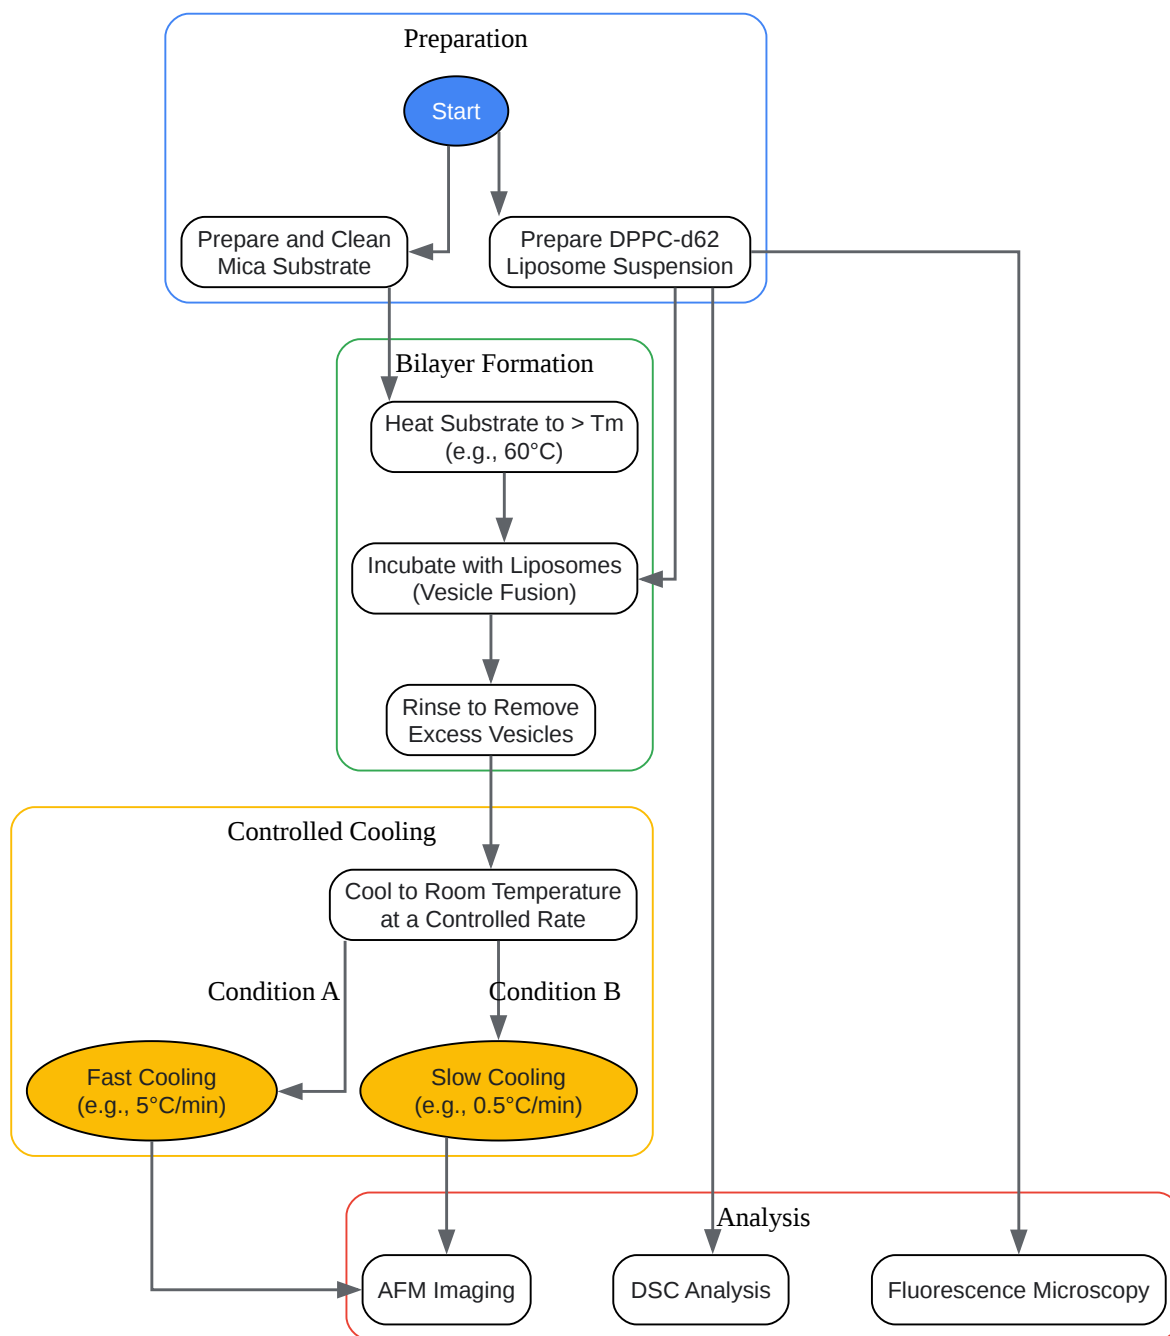 Preparation
Start
Prepare and Clean
Mica Substrate
Prepare DPPC-d62
Liposome Suspension
Bilayer Formation
Heat Substrate to > Tm
(e.g., 60°C)
Incubate with Liposomes
(Vesicle Fusion)
Rinse to Remove
Excess Vesicles
Controlled Cooling
Cool to Room Temperature
at a Controlled Rate
Condition A
Condition B
Fast Cooling
(e.g., 5°C/min)
Slow Cooling
(e.g., 0.5°C/min)
Analysis
AFM Imaging
DSC Analysis
Fluorescence Microscopy